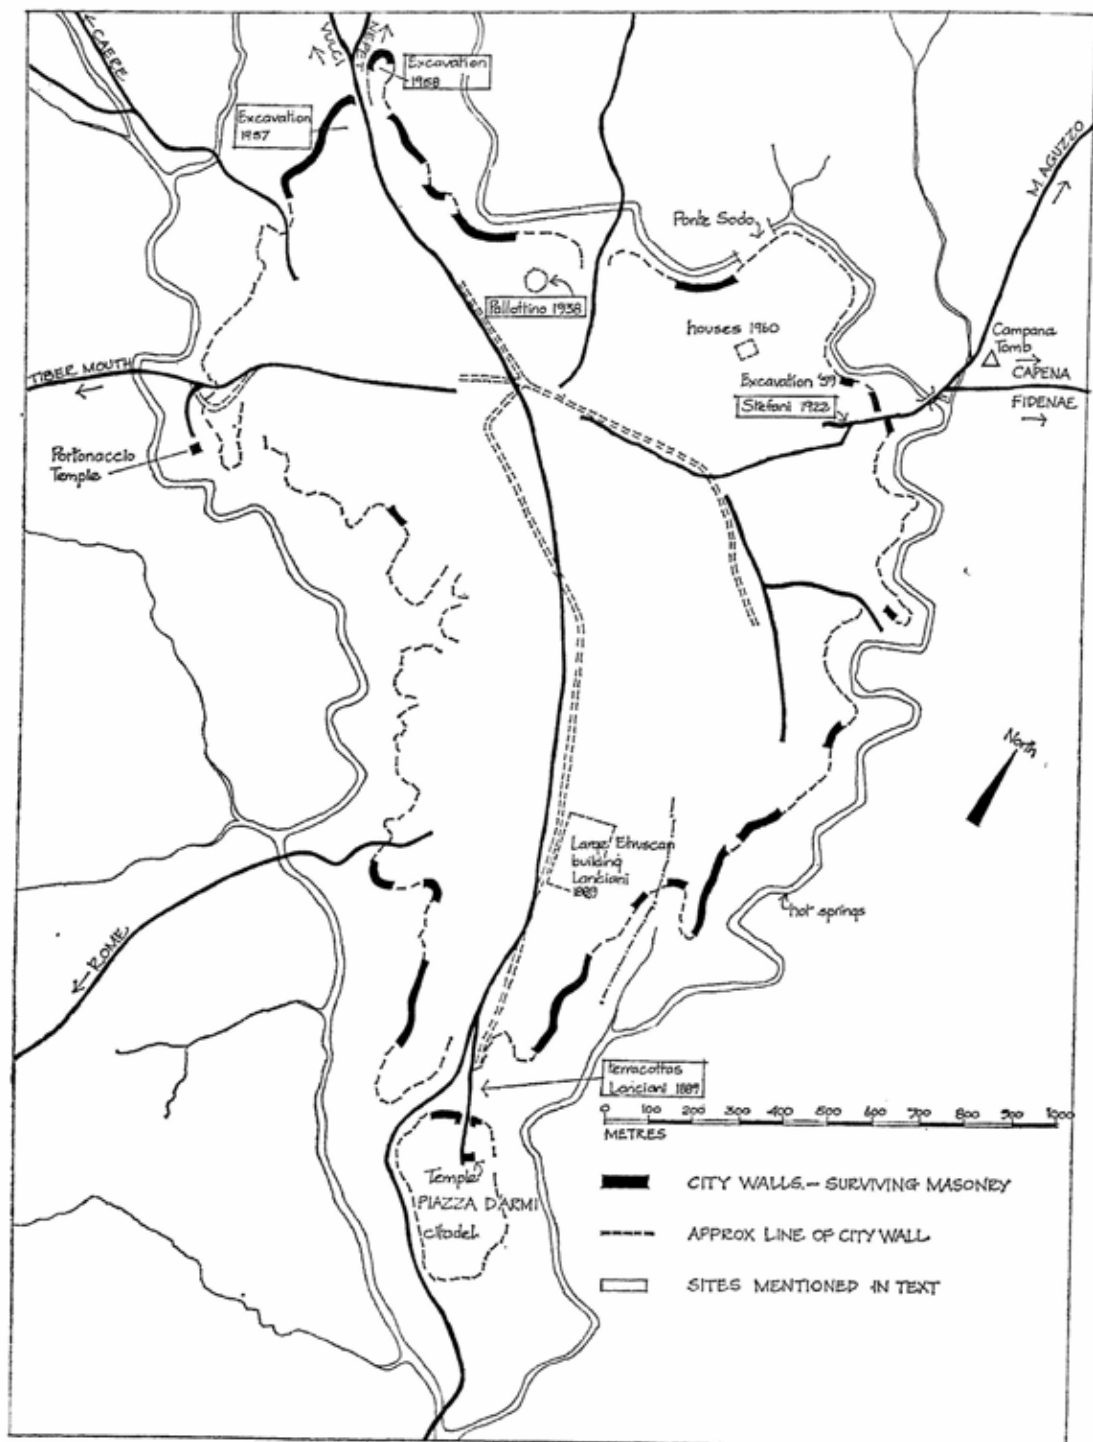 CAERE
VULCI
NEPET
Excavation
1958
Excavation
1957
M. AGUZZO
Ponte Sodo
Pallottino 1938
houses 1960
Campana
Tomb
TIBER MOUTH
CAPENA
Excavation '59
FIDENAE
Stefani 1922
Portonaccio
Temple
North
Large Etruscan
building
Lanciani
1889
hot springs
ROME
terracottas
Lanciani 1889
0 100 200 300 400 500 600 700 800 900 1000
METRES
Temple?
PIAZZA D'ARMI
citadel
CITY WALLS.— SURVIVING MASONRY
APPROX LINE OF CITY WALL
SITES MENTIONED IN TEXT